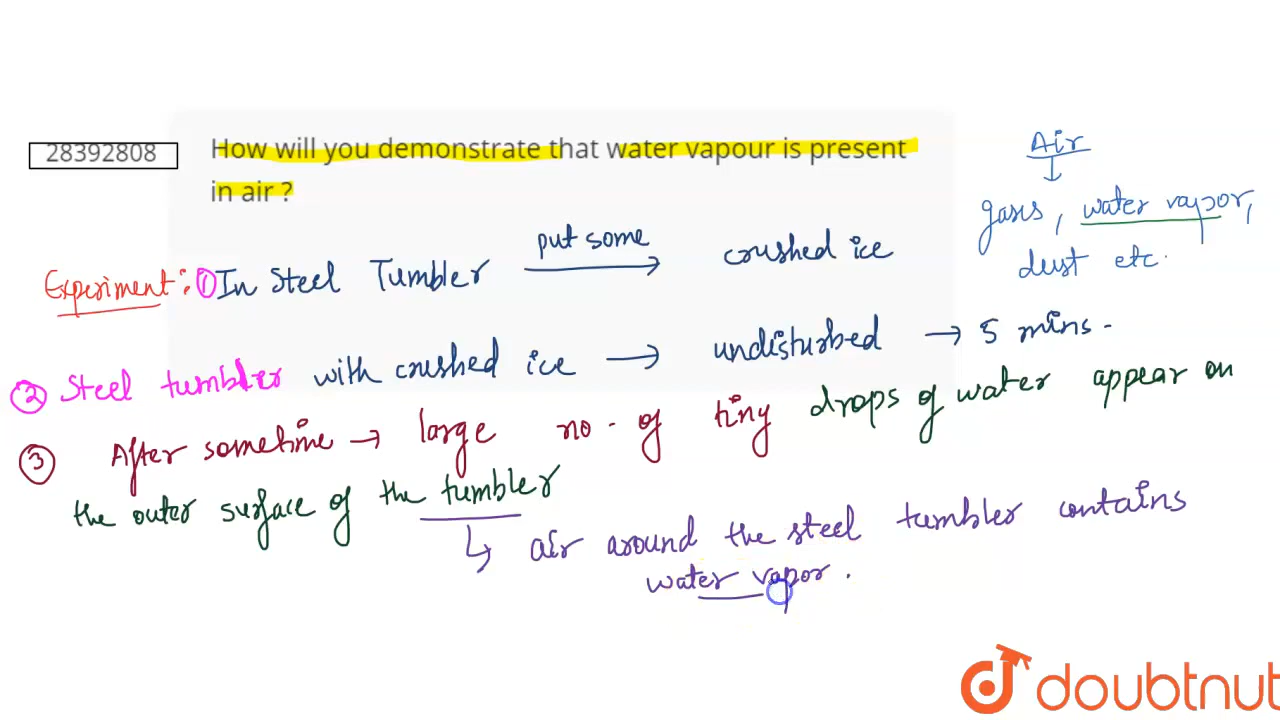 28392808
How will you demonstrate that water vapour is present
in air ?
Air
↓
gases, water vapor,
dust etc.
Experiment: ① In Steel Tumbler put some → crushed ice
② Steel tumbler with crushed ice → undisturbed → 5 mins.
③ After sometime → large no. of tiny drops of water appear on
the outer surface of the tumbler
↳ air around the steel tumbler contains
water vapor.
doubtnut